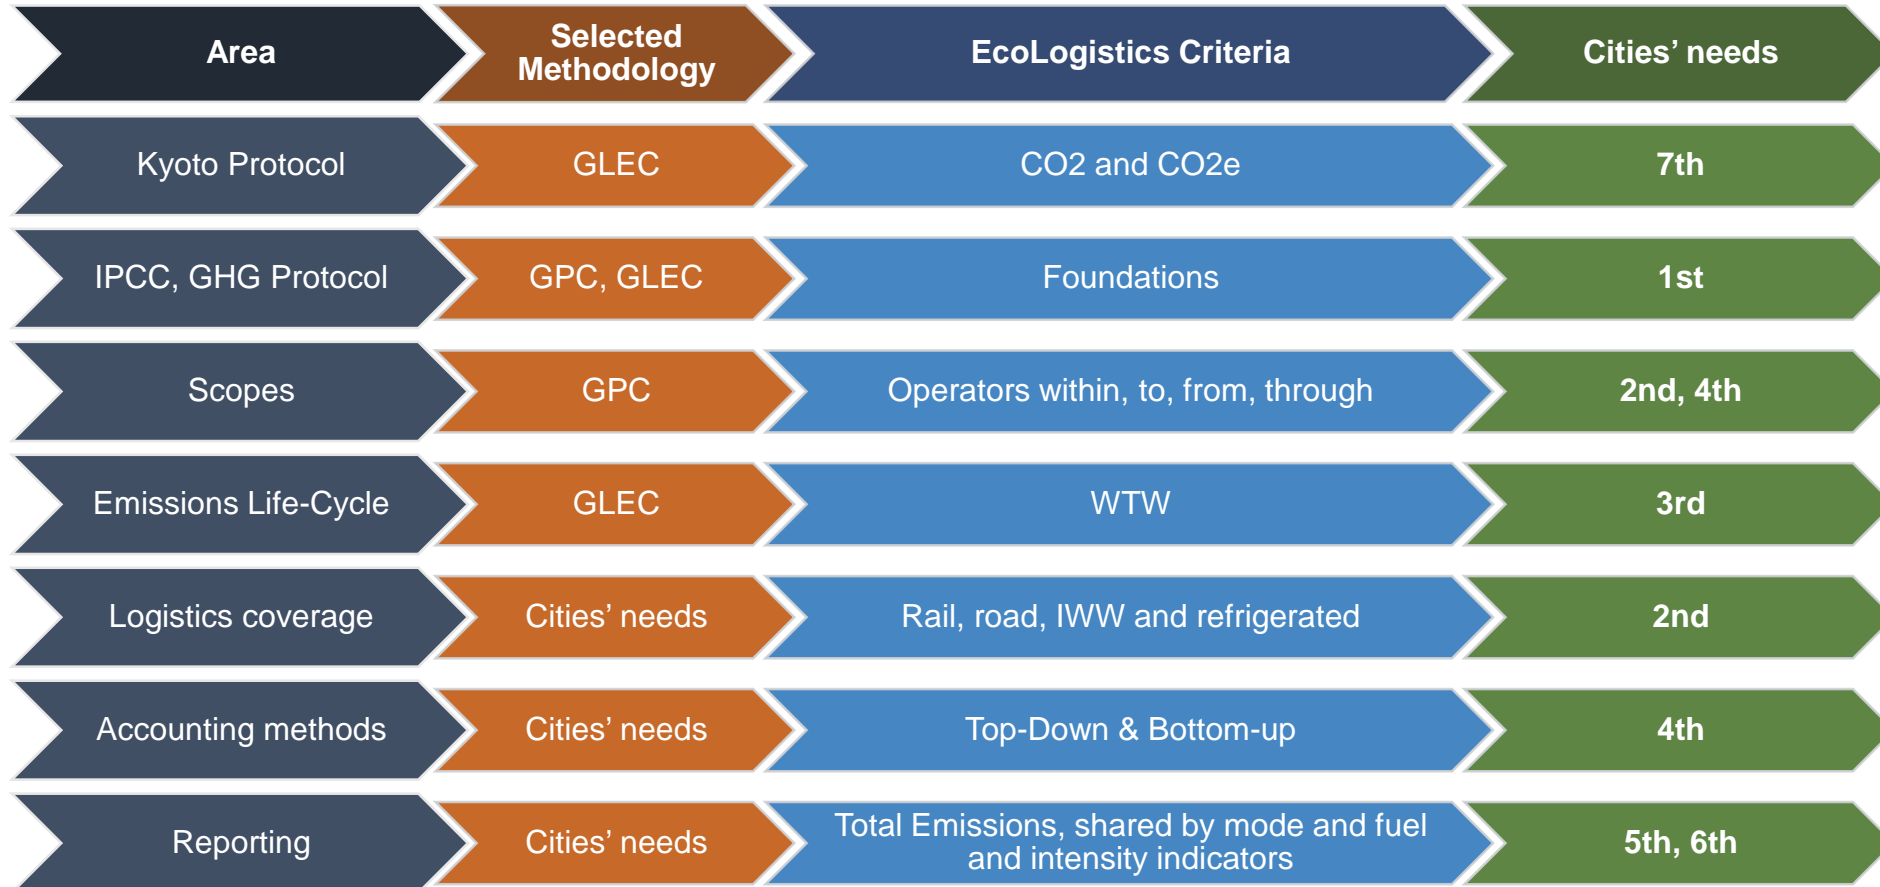 Area
Selected
Methodology
EcoLogistics Criteria
Cities’ needs
Kyoto Protocol
GLEC
CO2 and CO2e
7th
IPCC, GHG Protocol
GPC, GLEC
Foundations
1st
Scopes
GPC
Operators within, to, from, through
2nd, 4th
Emissions Life-Cycle
GLEC
WTW
3rd
Logistics coverage
Cities’ needs
Rail, road, IWW and refrigerated
2nd
Accounting methods
Cities’ needs
Top-Down & Bottom-up
4th
Reporting
Cities’ needs
Total Emissions, shared by mode and fuel
and intensity indicators
5th, 6th